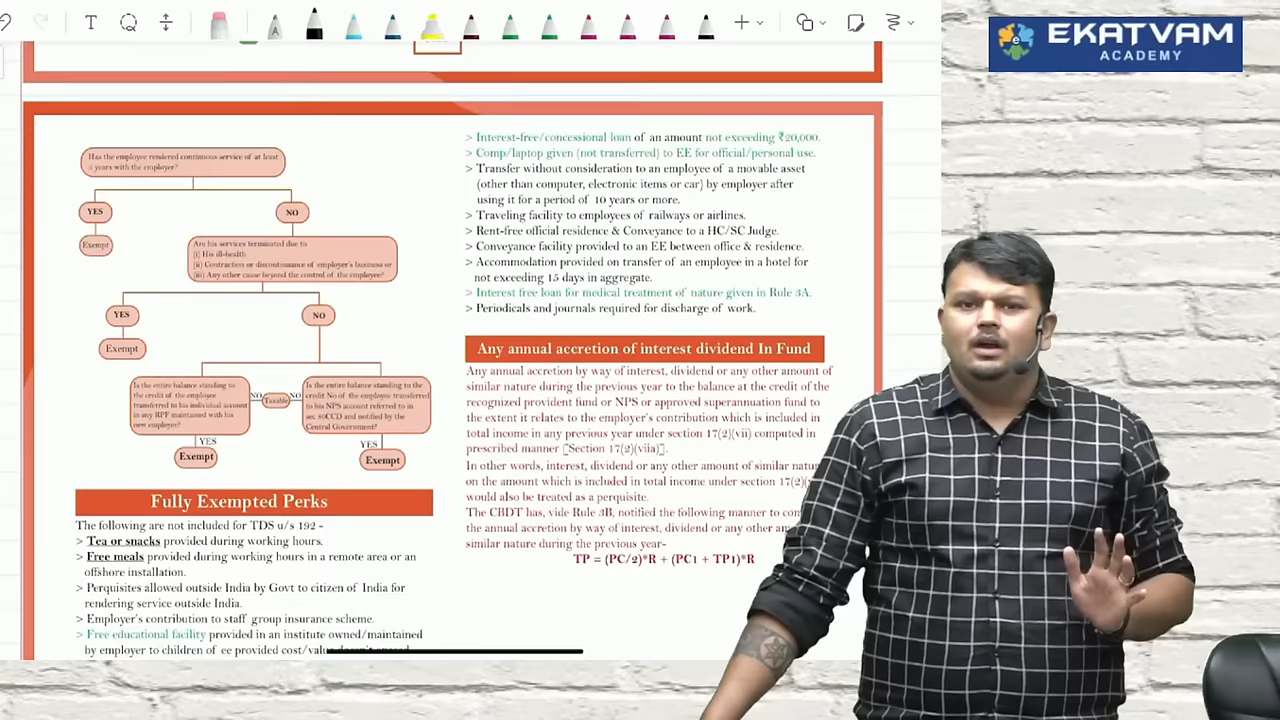 EKATVAM
ACADEMY
Has the employee rendered continuous service of at least
5 years with the employer?
YES
NO
Exempt
Are his services terminated due to
(i) His ill-health
(ii) Contraction or discontinuance of employer's business or
(iii) Any other cause beyond the control of the employee?
YES
NO
Exempt
Is the entire balance standing to
the credit of the employee
transferred to his individual account
in any RPF maintained with his
new employer?
NO
Taxable
NO
Is the entire balance standing to the
credit No of the employee transferred
to his NPS account referred to in
sec 80CCD and notified by the
Central Government?
YES
Exempt
YES
Exempt
Fully Exempted Perks
The following are not included for TDS u/s 192 -
> Tea or snacks provided during working hours.
> Free meals provided during working hours in a remote area or an
offshore installation.
> Perquisites allowed outside India by Govt to citizen of India for
rendering service outside India.
> Employer's contribution to staff group insurance scheme.
> Free educational facility provided in an institute owned/maintained
by employer to children of ee provided cost/value doesn't exceed
> Interest-free/concessional loan of an amount not exceeding ₹20,000.
> Comp/laptop given (not transferred) to EE for official/personal use.
> Transfer without consideration to an employee of a movable asset
(other than computer, electronic items or car) by employer after
using it for a period of 10 years or more.
> Traveling facility to employees of railways or airlines.
> Rent-free official residence & Conveyance to a HC/SC Judge.
> Conveyance facility provided to an EE between office & residence.
> Accommodation provided on transfer of an employee in a hotel for
not exceeding 15 days in aggregate.
> Interest free loan for medical treatment of nature given in Rule 3A.
> Periodicals and journals required for discharge of work.
Any annual accretion of interest dividend In Fund
Any annual accretion by way of interest, dividend or any other amount of
similar nature during the previous year to the balance at the credit of the
recognized provident fund or NPS or approved superannuation fund to
the extent it relates to the employer's contribution which is included in
total income in any previous year under section 17(2)(vii) computed in
prescribed manner [Section 17(2)(viia)].
In other words, interest, dividend or any other amount of similar
on the amount which is included in total income under section
would also be treated as a perquisite.
The CBDT has, vide Rule 3B, notified the following manner to
the annual accretion by way of interest, dividend or any other
similar nature during the previous year-
TP = (PC/2)*R + (PC1 + TP1)*R